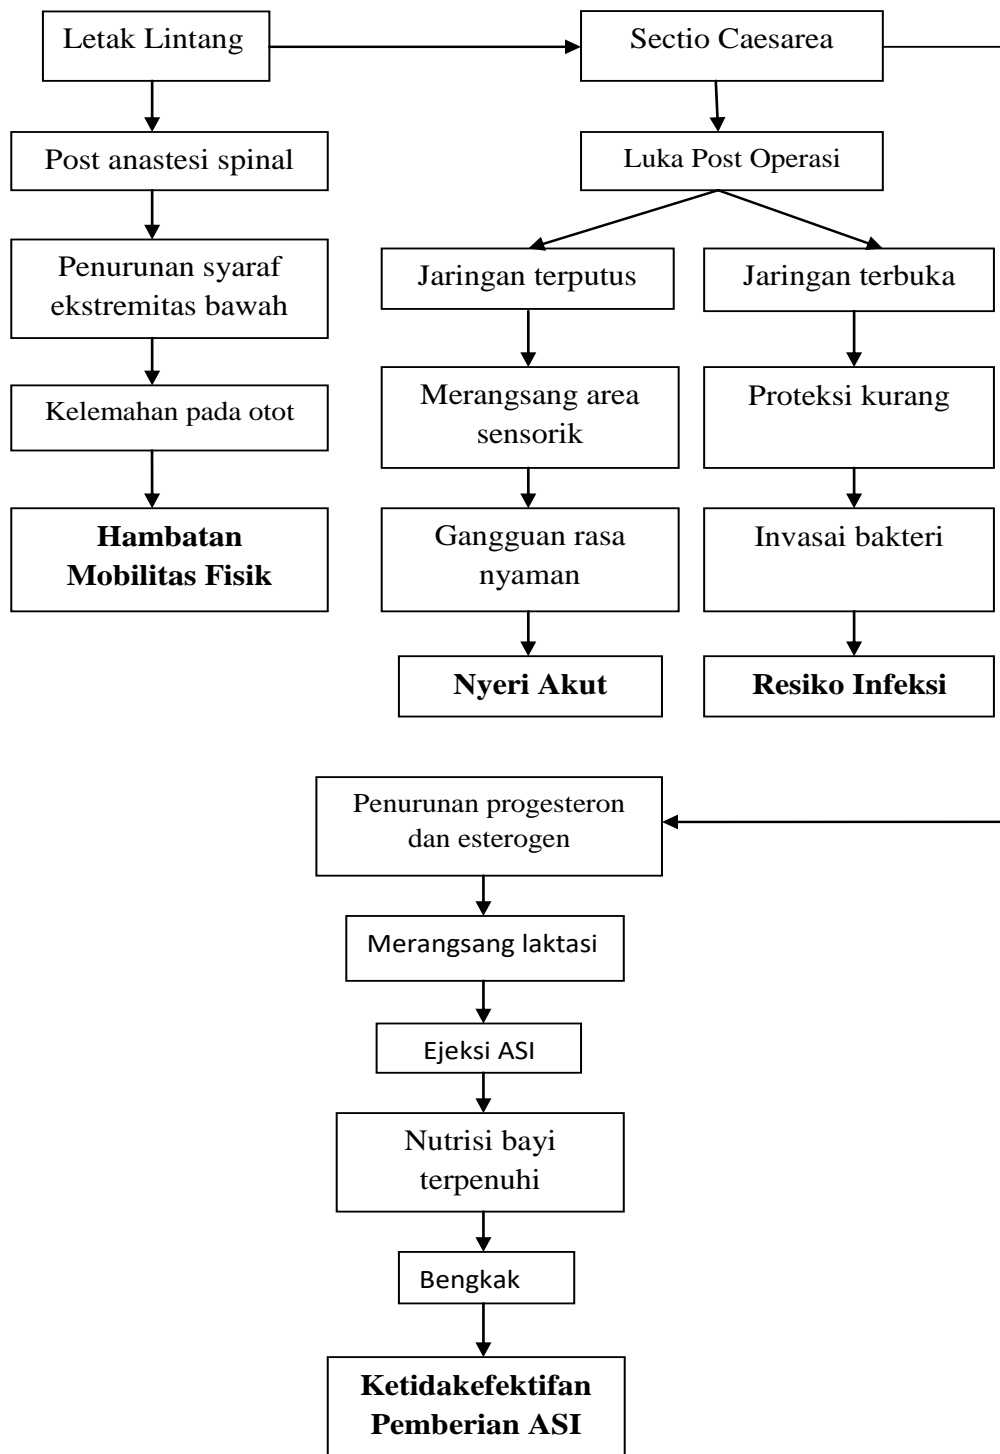 Letak Lintang
Sectio Caesarea
Post anastesi spinal
Luka Post Operasi
Penurunan syaraf
ekstremitas bawah
Jaringan terputus
Jaringan terbuka
Kelemahan pada otot
Merangsang area
sensorik
Proteksi kurang
Hambatan
Mobilitas Fisik
Gangguan rasa
nyaman
Invasai bakteri
Nyeri Akut
Resiko Infeksi
Penurunan progesteron
dan esterogen
Merangsang laktasi
Ejeksi ASI
Nutrisi bayi
terpenuhi
Bengkak
Ketidakefektifan
Pemberian ASI